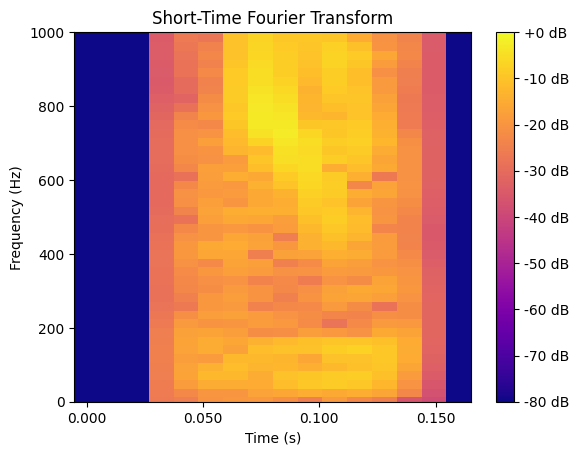 Short-Time Fourier Transform
Frequency (Hz)
1000
800
600
400
200
0
0.000
0.050
0.100
0.150
Time (s)
+0 dB
-10 dB
-20 dB
-30 dB
-40 dB
-50 dB
-60 dB
-70 dB
-80 dB